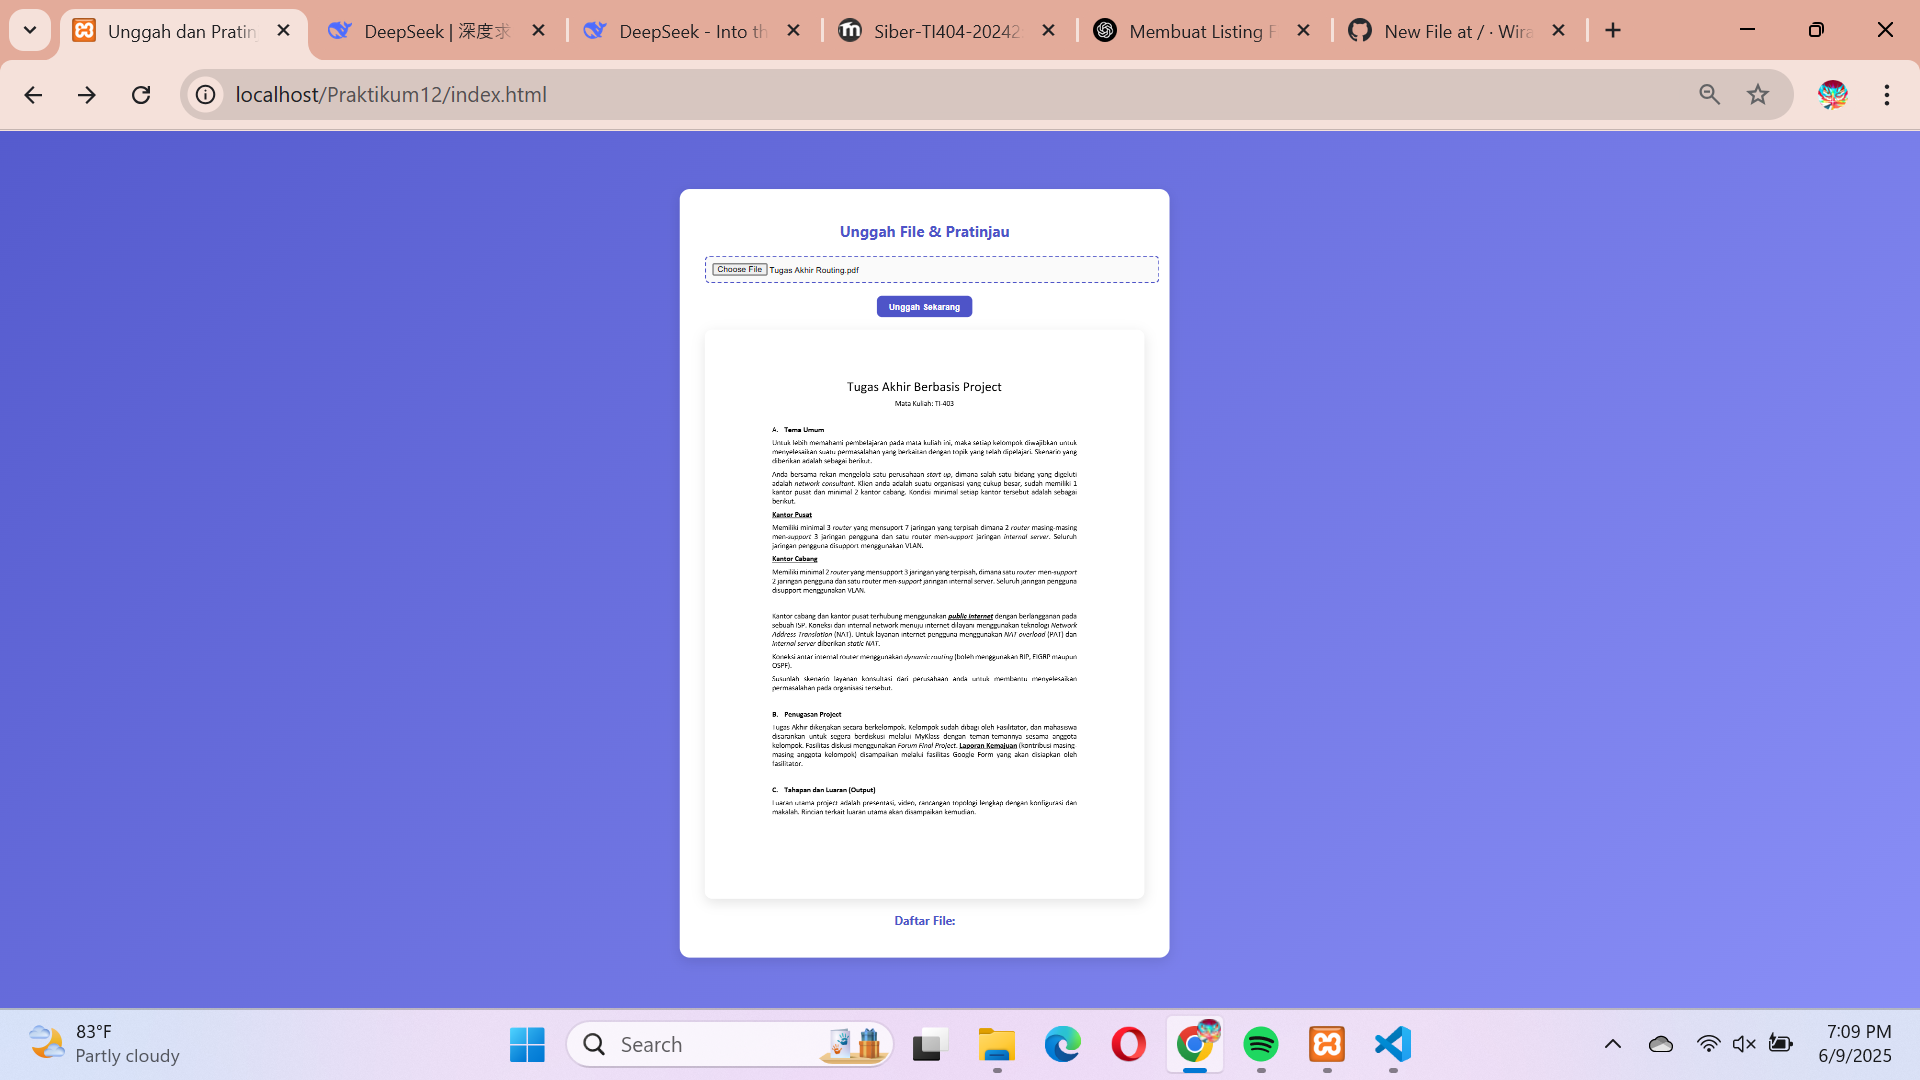 Unggah dan Pratin
DeepSeek | 深度求
DeepSeek - Into th
Siber-TI404-20242
Membuat Listing F
New File at / · Wira
localhost/Praktikum12/index.html
Unggah File & Pratinjau
Choose File Tugas Akhir Routing.pdf
Unggah Sekarang
Tugas Akhir Berbasis Project
Mata Kuliah: TI-403
A. Tema Umum
Untuk lebih memahami pembelajaran pada mata kuliah ini, maka setiap kelompok diwajibkan untuk
menyelesaikan suatu permasalahan yang berkaitan dengan topik yang telah dipelajari. Skenario yang
diberikan adalah sebagai berikut.
Anda bersama rekan mengelola satu perusahaan start up, dimana salah satu bidang yang digeluti
adalah network consultant. Klien anda adalah suatu organisasi yang cukup besar, sudah memiliki 1
kantor pusat dan minimal 2 kantor cabang. Kondisi minimal setiap kantor tersebut adalah sebagai
berikut.
Kantor Pusat
Memiliki minimal 3 router yang mensuport 7 jaringan yang terpisah dimana 2 router masing-masing
men-support 3 jaringan pengguna dan satu router men-support jaringan internal server. Seluruh
jaringan pengguna disupport menggunakan VLAN.
Kantor Cabang
Memiliki minimal 2 router yang mensupport 3 jaringan yang terpisah, dimana satu router men-support
2 jaringan pengguna dan satu router men-support jaringan internal server. Seluruh jaringan pengguna
disupport menggunakan VLAN.
Kantor cabang dan kantor pusat terhubung menggunakan public internet dengan berlangganan pada
sebuah ISP. Koneksi dari internal network menuju internet dilayani menggunakan teknologi Network
Address Translation (NAT). Untuk layanan internet pengguna menggunakan NAT overload (PAT) dan
internal server diberikan static NAT.
Koneksi antar internal router menggunakan dynamic routing (boleh menggunakan RIP, EIGRP maupun
OSPF).
Susunlah skenario layanan konsultasi dari perusahaan anda untuk membantu menyelesaikan
permasalahan pada organisasi tersebut.
B. Penugasan Project
Tugas Akhir dikerjakan secara berkelompok. Kelompok sudah dibagi oleh Fasilitator, dan mahasiswa
disarankan untuk segera berdiskusi melalui MyKlass dengan teman-temannya sesama anggota
kelompok. Fasilitas diskusi menggunakan Forum Final Project. Laporan Kemajuan (kontribusi masing-
masing anggota kelompok) disampaikan melalui fasilitas Google Form yang akan disiapkan oleh
fasilitator.
C. Tahapan dan Luaran (Output)
Luaran utama project adalah presentasi, video, rancangan topologi lengkap dengan konfigurasi dan
makalah. Rincian terkait luaran utama akan disampaikan kemudian.
Daftar File:
83°F
Partly cloudy
Search
7:09 PM
6/9/2025